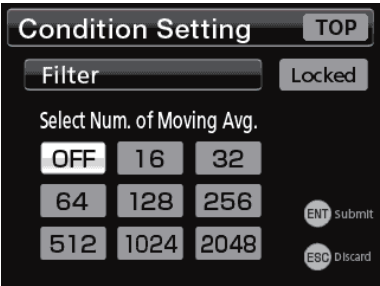 Condition Setting TOP
Filter Locked
Select Num. of Moving Avg.
OFF 16 32
64 128 256
ENT Submit
512 1024 2048
ESC Discard